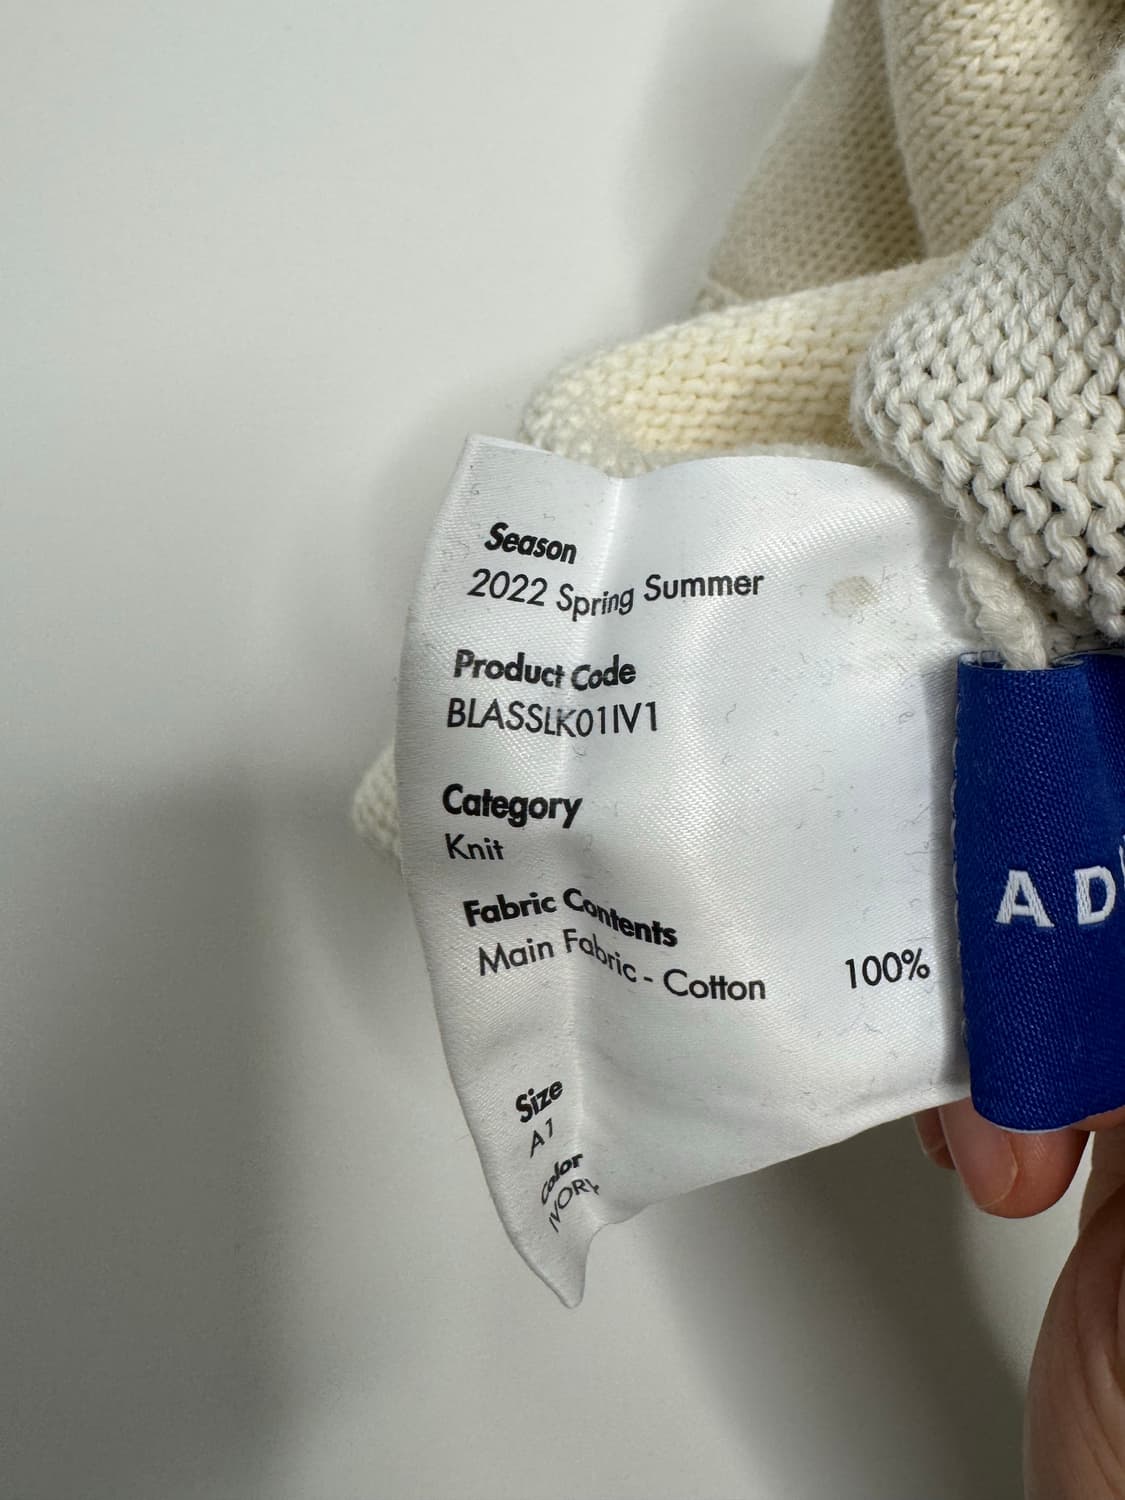 Season
2022 Spring Summer
Product Code
BLASSLK01IV1
Category
Knit
Fabric Contents
Main Fabric - Cotton 100%
Size
A1
Color
IVORY
AD